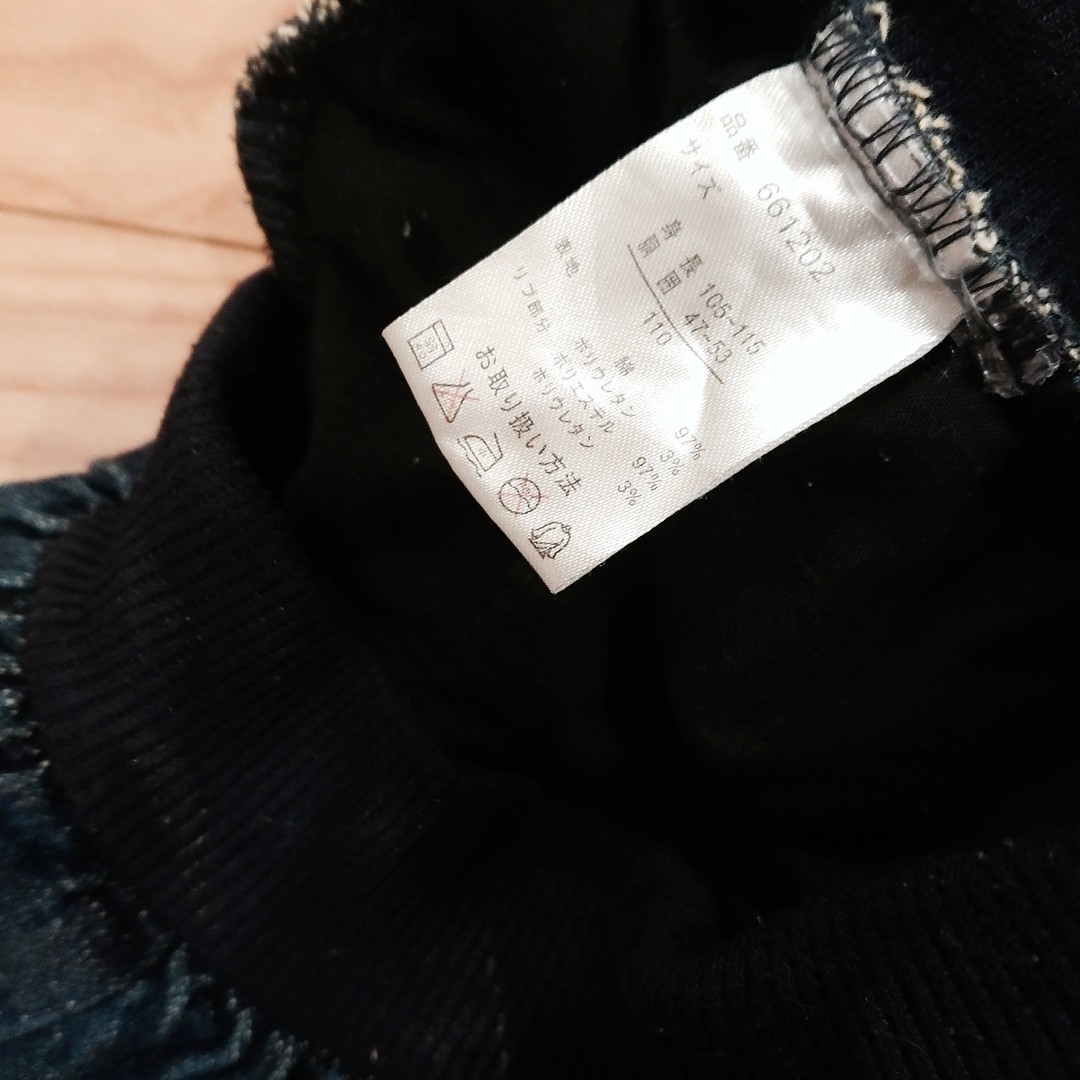 品番 661202
サイズ
身長 105~115
胴囲 47~53
110
表地 綿 97%
ポリウレタン 3%
リブ部分 ポリエステル 97%
ポリウレタン 3%
お取り扱い方法